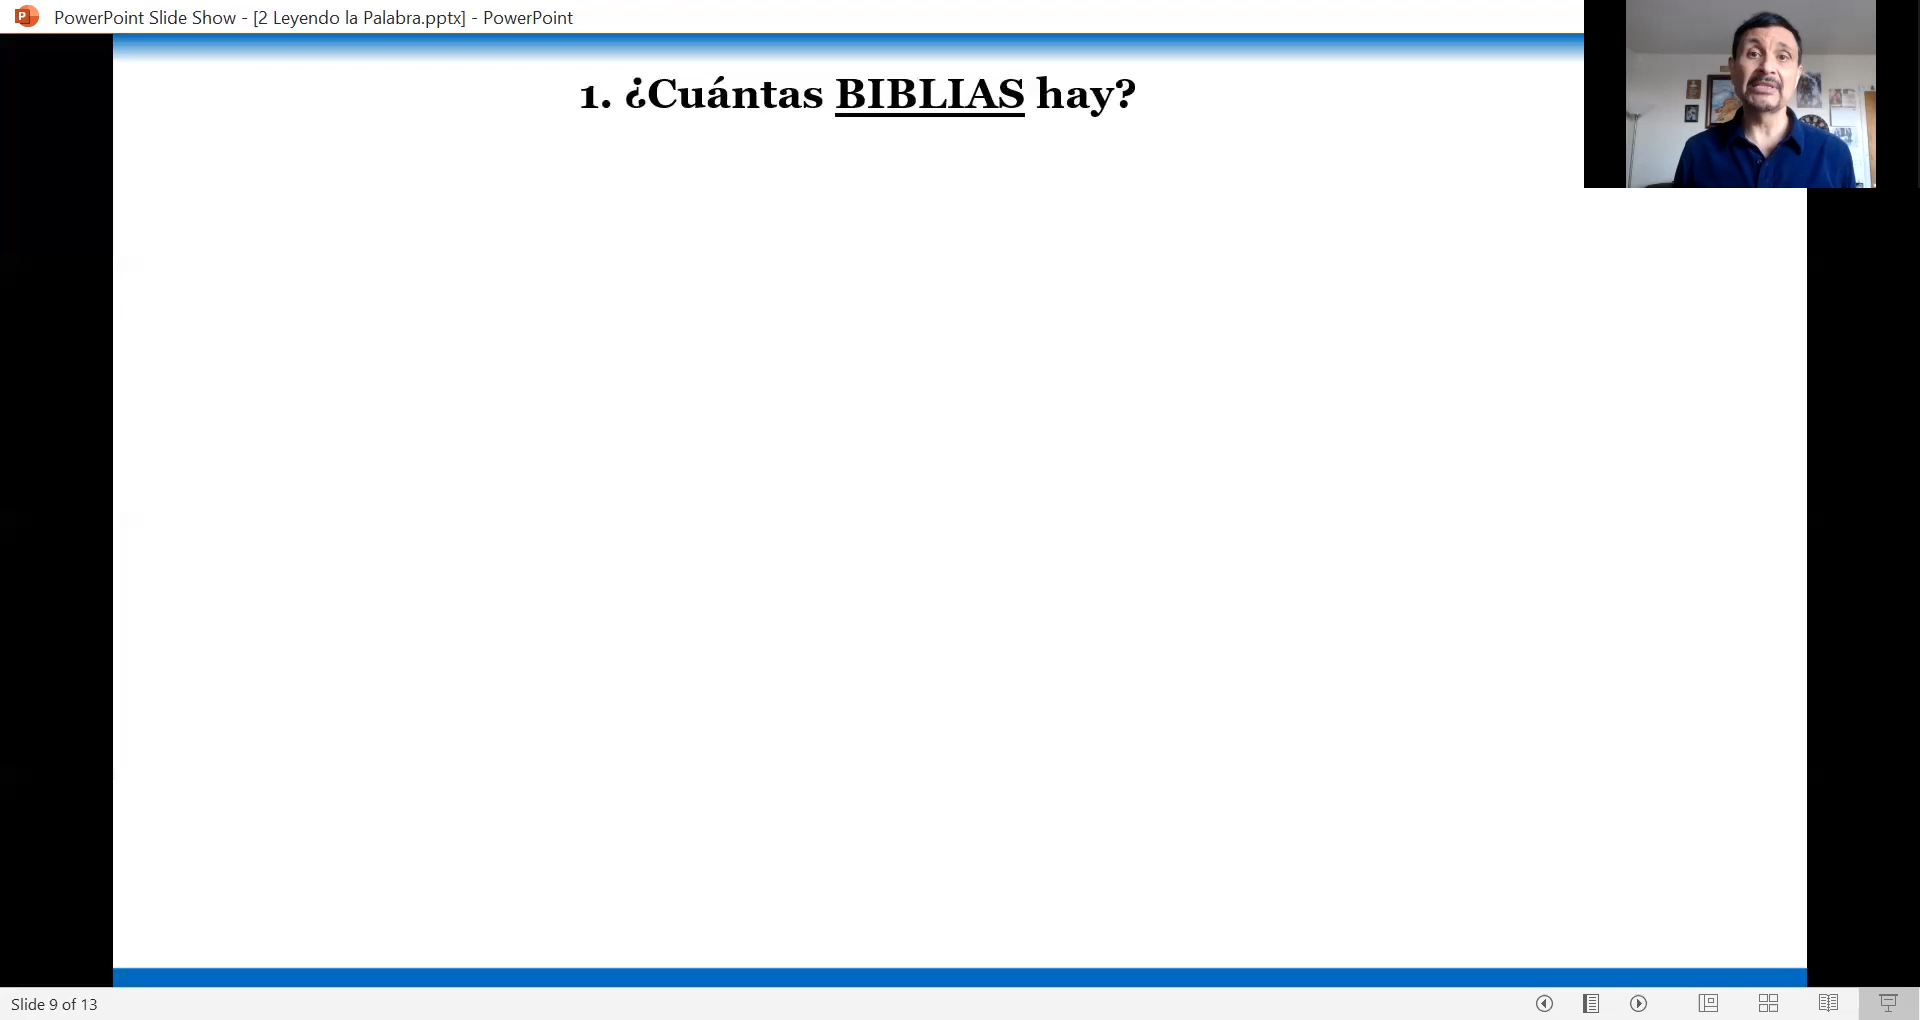 PowerPoint Slide Show - [2 Leyendo la Palabra.pptx] - PowerPoint
1. ¿Cuántas BIBLIAS hay?
Slide 9 of 13